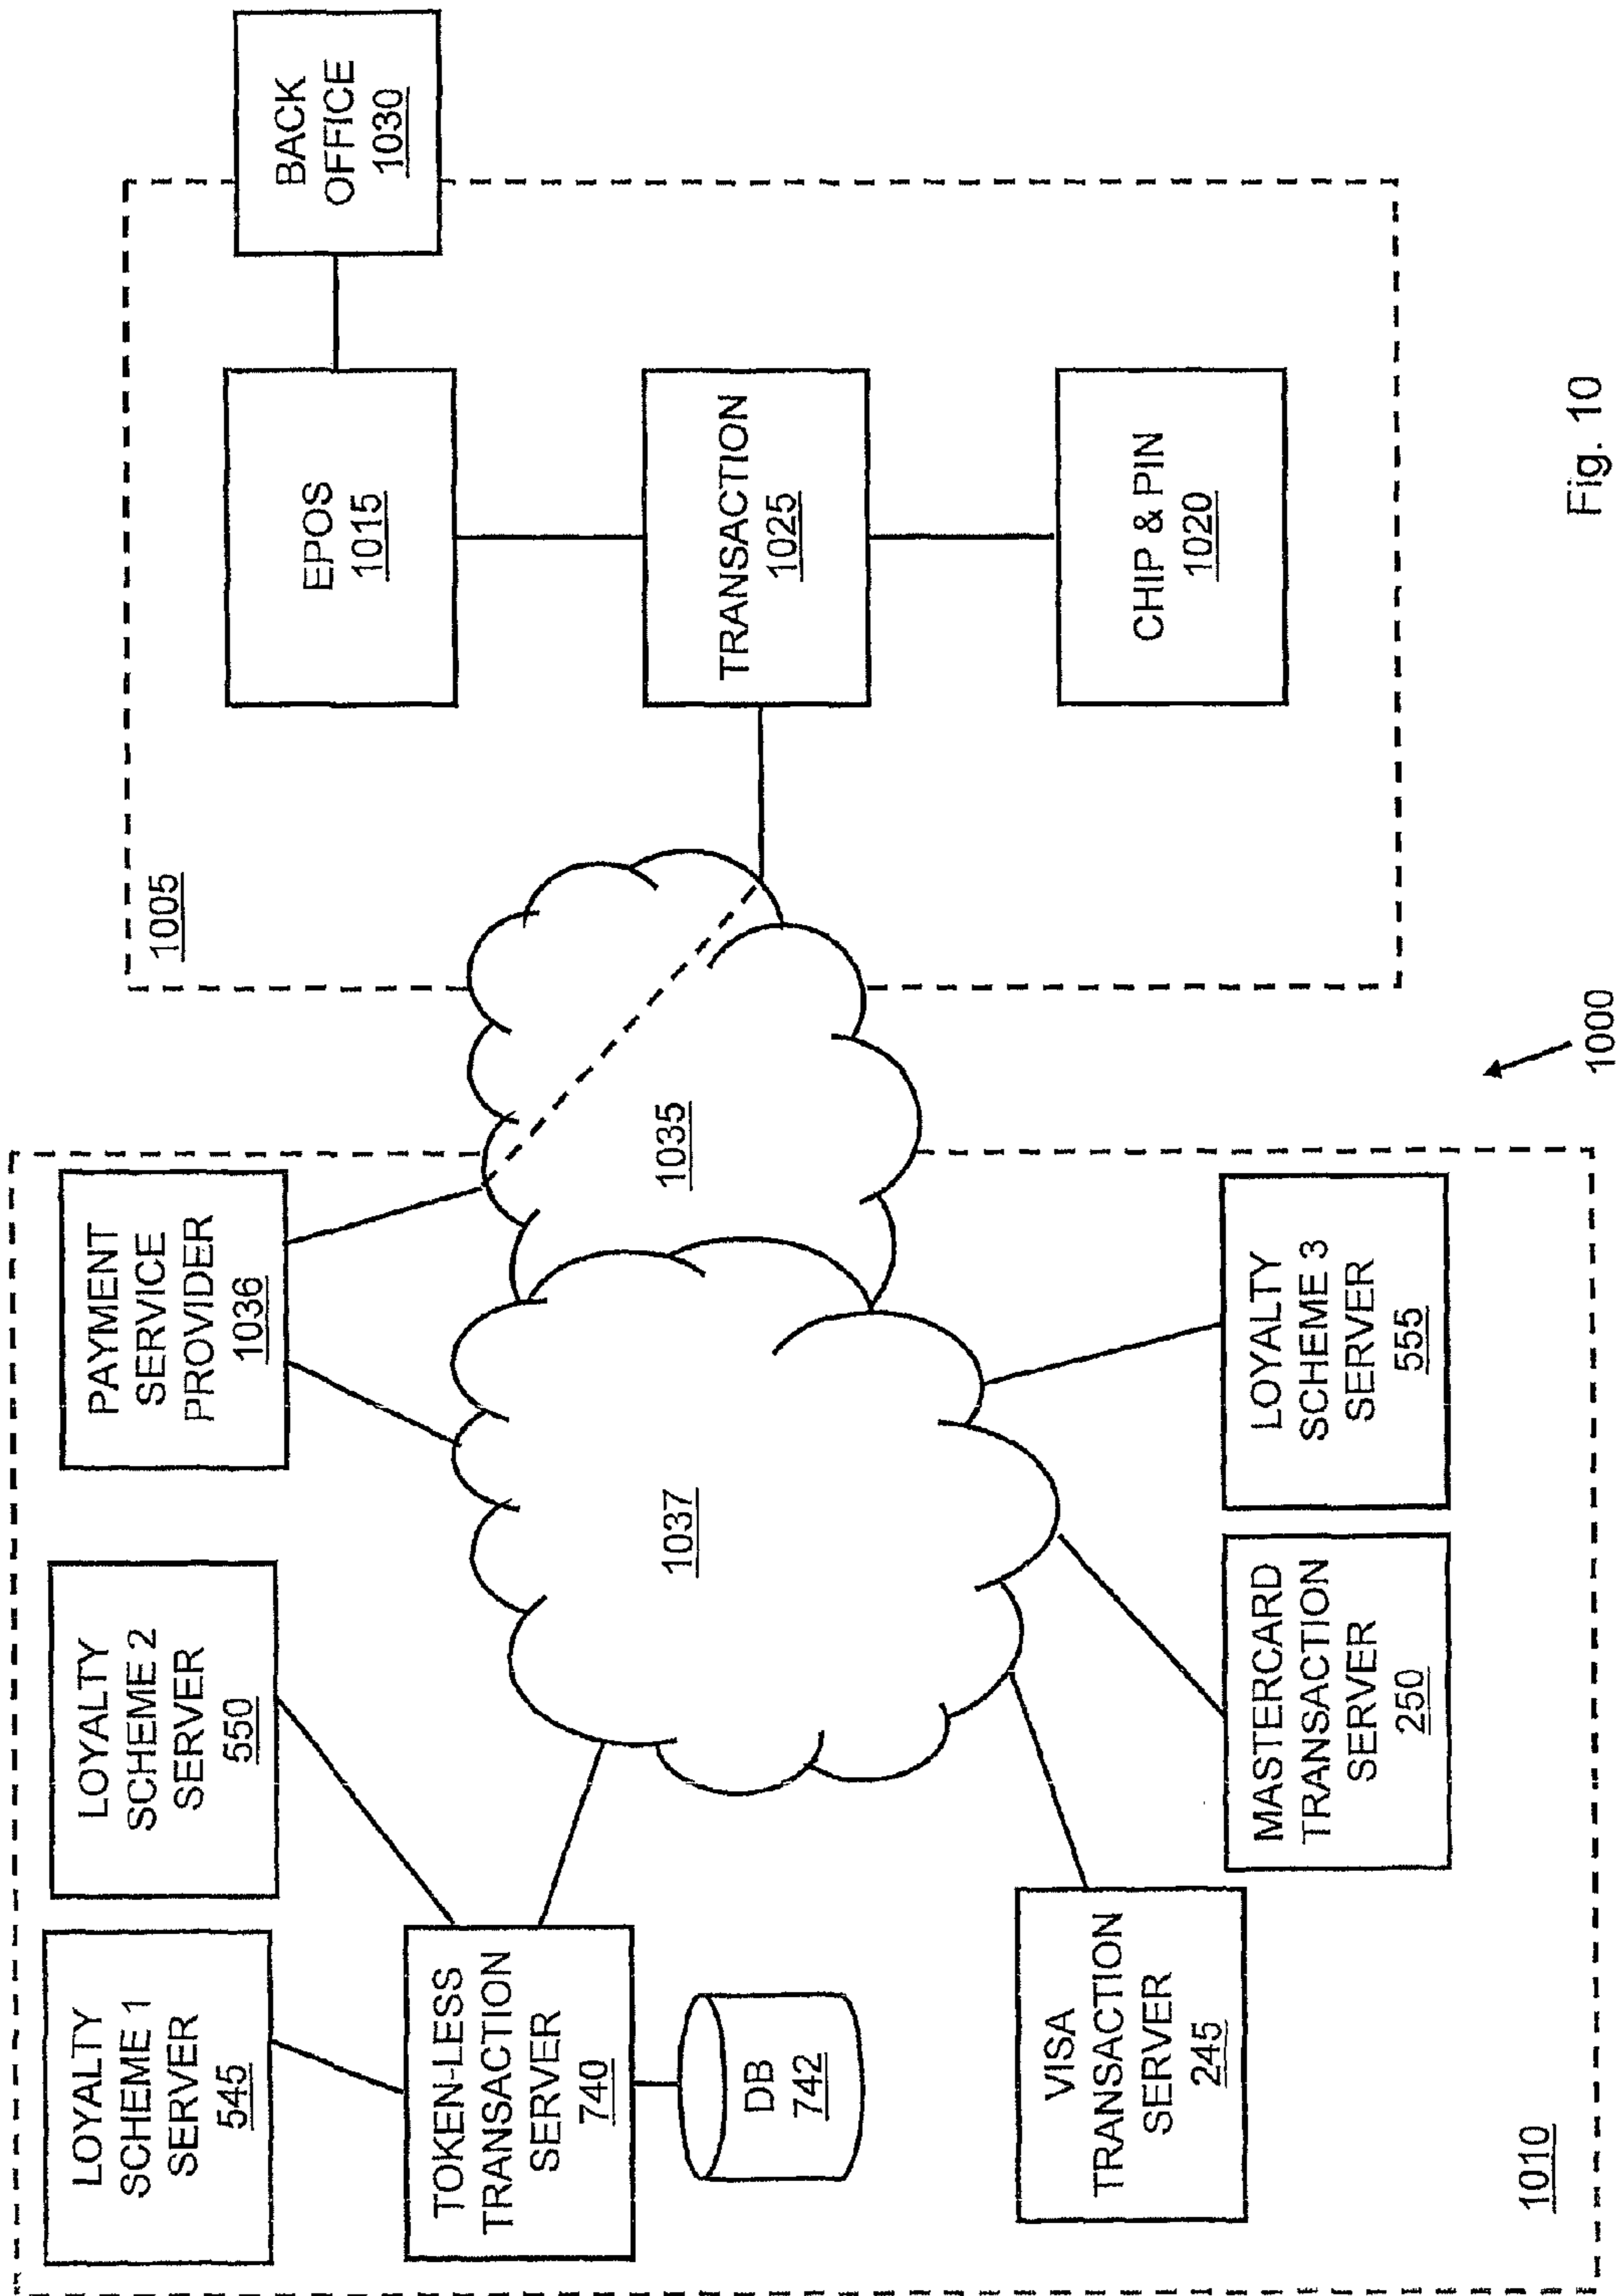 LOYALTY
SCHEME 1
SERVER
545
LOYALTY
SCHEME 2
SERVER
550
PAYMENT
SERVICE
PROVIDER
1036
1005
BACK
OFFICE
1030
TOKEN-LESS
TRANSACTION
SERVER
740
DB
742
1037
1035
EPOS
1015
TRANSACTION
1025
CHIP & PIN
1020
VISA
TRANSACTION
SERVER
245
MASTERCARD
TRANSACTION
SERVER
250
LOYALTY
SCHEME 3
SERVER
555
1010
1000
Fig. 10